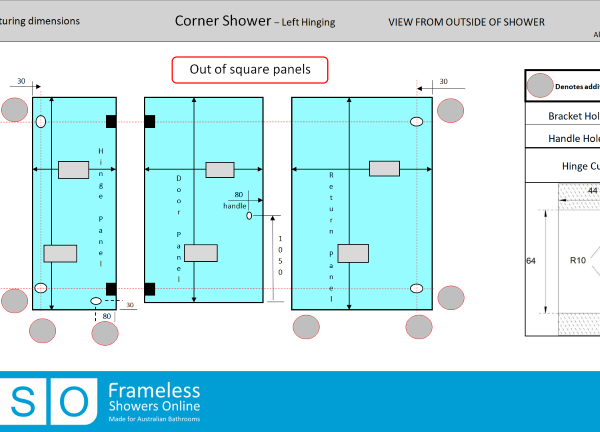 turing dimensions
Corner Shower – Left Hinging
VIEW FROM OUTSIDE OF SHOWER
Out of square panels
30
30
Denotes addi
Bracket Hol
Handle Hole
Hinge Cu
Hinge Panel
Door Panel
Return Panel
80
handle
1050
44
64
R10
30
80
SO
Frameless
Showers Online
Made for Australian Bathrooms